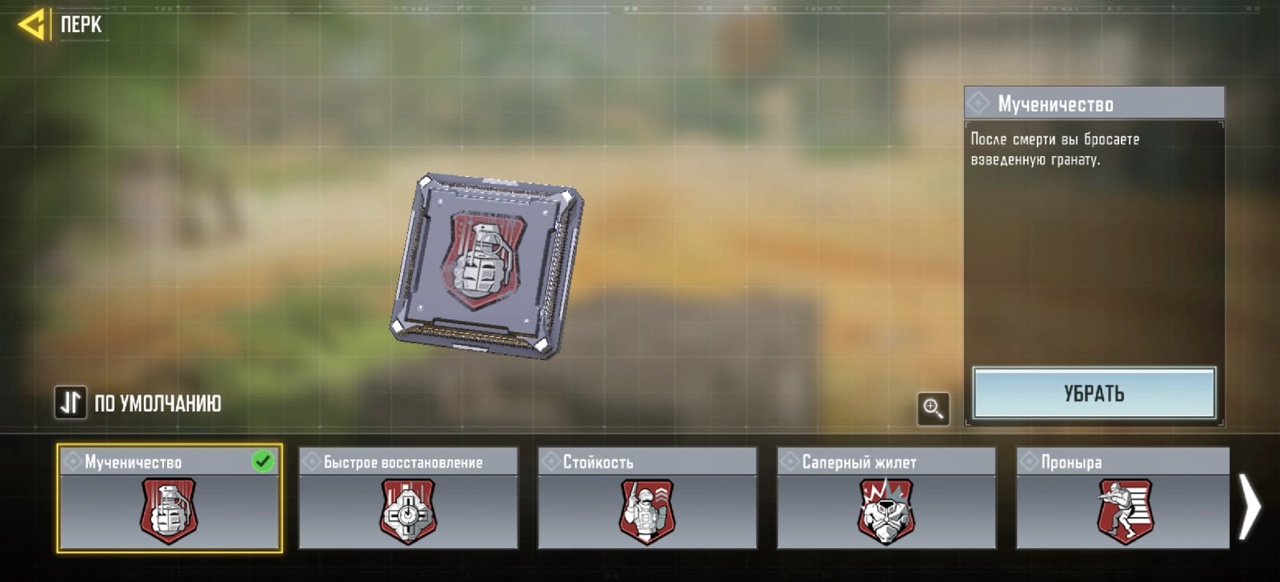 ПЕРК
Мученичество
После смерти вы бросаете
взведенную гранату.
УБРАТЬ
ПО УМОЛЧАНИЮ
Мученичество
Быстрое восстановление
Стойкость
Саперный жилет
Проныра